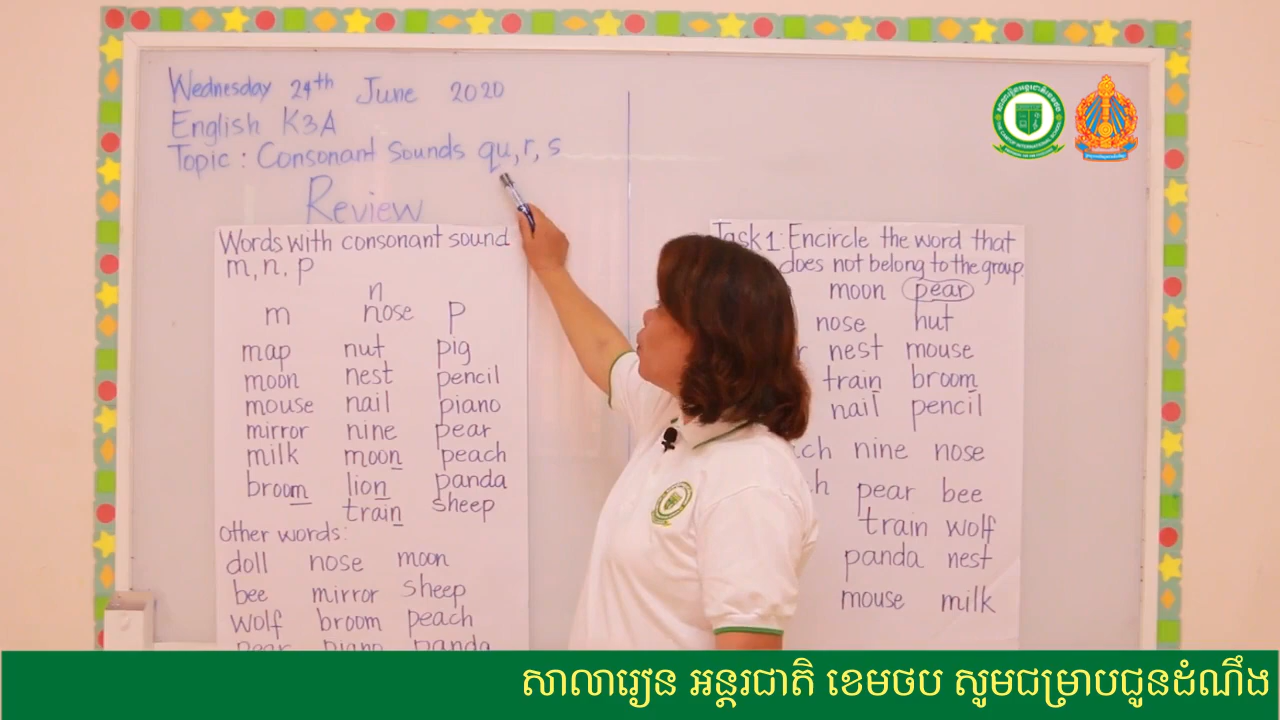 Wednesday 24th June 2020
English K3A
Topic : Consonant Sounds qu, r, s
Review
Words with consonant sound
m, n, p
m n p
nose
map nut pig
moon nest pencil
mouse nail piano
mirror nine pear
milk moon peach
broom lion panda
train sheep
Other words:
doll nose moon
bee mirror sheep
wolf broom peach
pear piano panda
Task 1: Encircle the word that
does not belong to the group.
moon pear
nose nut
nest mouse
train broom
nail pencil
nine nose
pear bee
train wolf
panda nest
mouse milk
សាលារៀន អន្តរជាតិ ខេមថប សូមជម្រាបជូនដំណឹង